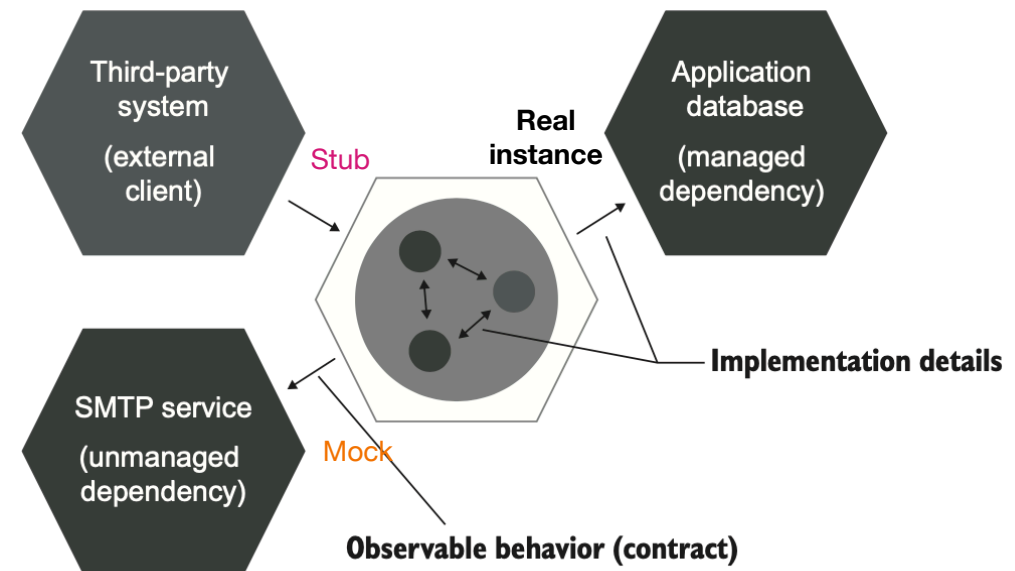 Third-party
system
(external
client)
Stub
Real
instance
Application
database
(managed
dependency)
Implementation details
SMTP service
(unmanaged
dependency)
Mock
Observable behavior (contract)